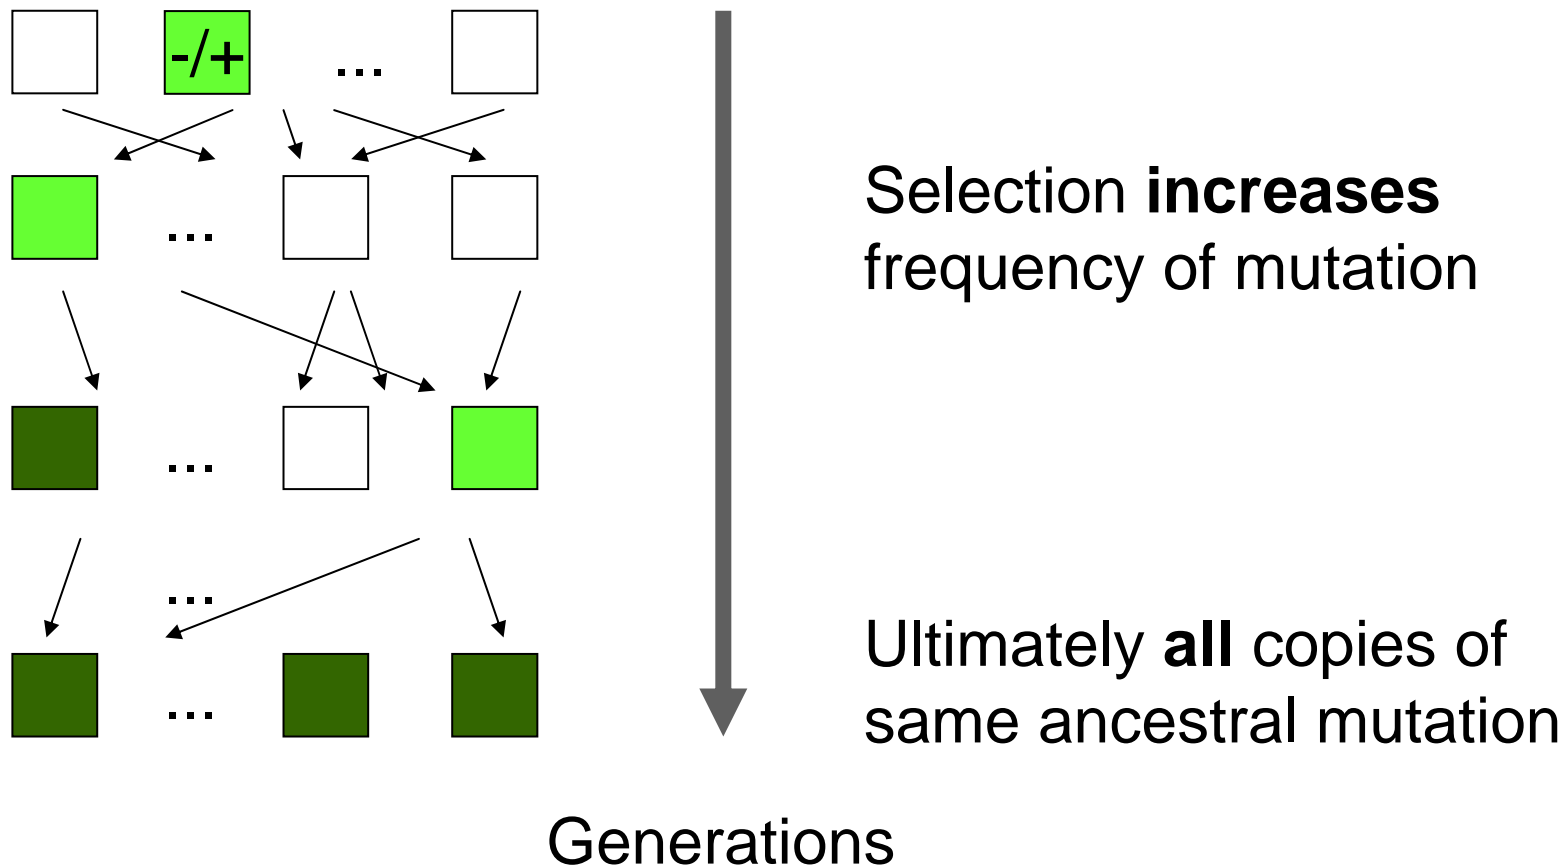 -/+
...
Selection increases
frequency of mutation
...
...
...
Ultimately all copies of
same ancestral mutation
...
Generations